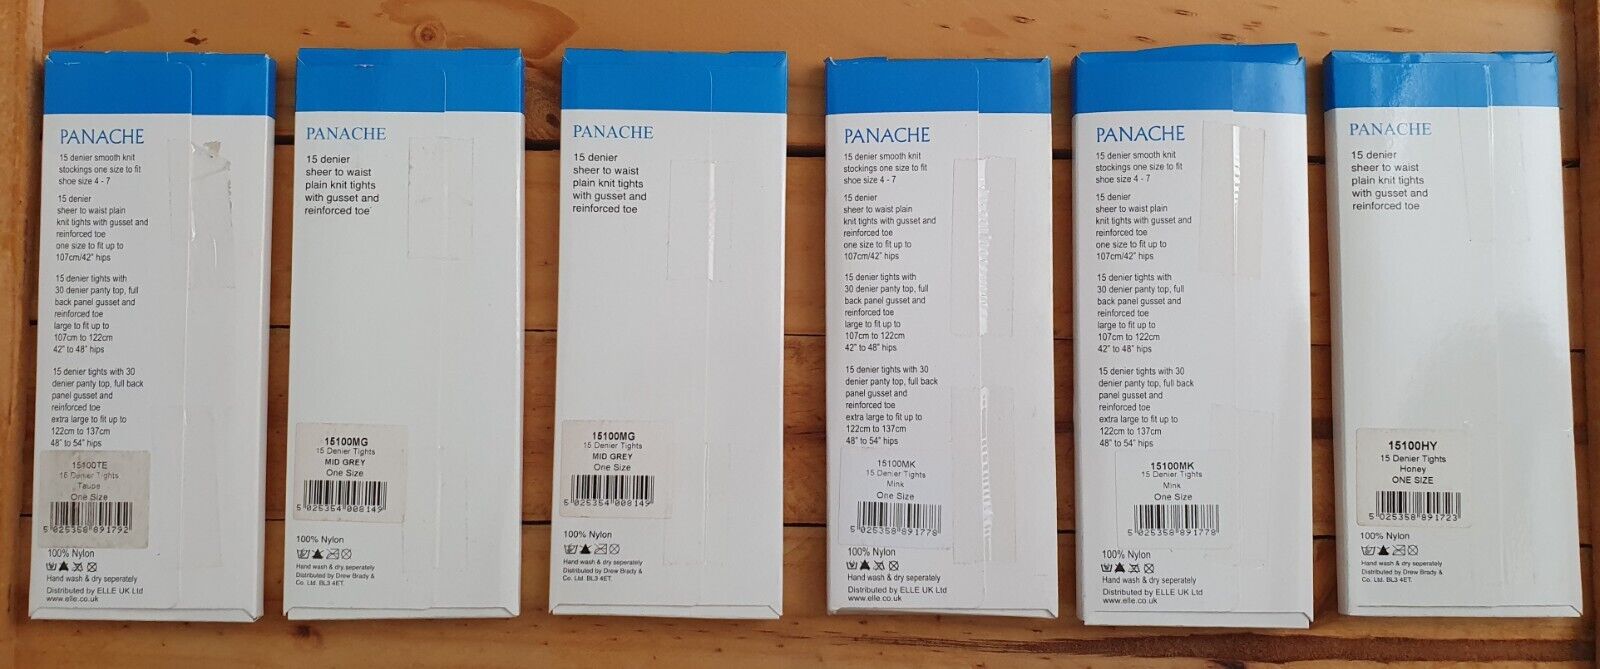 PANACHE
15 denier smooth knit
stockings one size to fit
shoe size 4 - 7
15 denier
sheer to waist plain
knit tights with gusset and
reinforced toe
one size to fit up to
107cm/42" hips
15 denier tights with
30 denier panty top, full
back panel gusset and
reinforced toe
large to fit up to
107cm to 122cm
42" to 48" hips
15 denier tights with 30
denier panty top, full back
panel gusset and
reinforced toe
extra large to fit up to
122cm to 137cm
48" to 54" hips
15100TE
15 Denier Tights
Taupe
One Size
5 025358 891792
100% Nylon
Hand wash & dry seperately
Distributed by ELLE UK Ltd
www.elle.co.uk
PANACHE
15 denier
sheer to waist
plain knit tights
with gusset and
reinforced toe
15100MG
15 Denier Tights
MID GREY
One Size
5 025354 008149
100% Nylon
Hand wash & dry seperately
Distributed by Drew Brady &
Co. Ltd. BL3 4ET.
PANACHE
15 denier
sheer to waist
plain knit tights
with gusset and
reinforced toe
15100MG
15 Denier Tights
MID GREY
One Size
5 025354 008149
100% Nylon
Hand wash & dry seperately
Distributed by Drew Brady &
Co. Ltd. BL3 4ET.
PANACHE
15 denier smooth knit
stockings one size to fit
shoe size 4 - 7
15 denier
sheer to waist plain
knit tights with gusset and
reinforced toe
one size to fit up to
107cm/42" hips
15 denier tights with
30 denier panty top, full
back panel gusset and
reinforced toe
large to fit up to
107cm to 122cm
42" to 48" hips
15 denier tights with 30
denier panty top, full back
panel gusset and
reinforced toe
extra large to fit up to
122cm to 137cm
48" to 54" hips
15100MK
15 Denier Tights
Mink
One Size
5 025358 891778
100% Nylon
Hand wash & dry seperately
Distributed by ELLE UK Ltd
www.elle.co.uk
PANACHE
15 denier smooth knit
stockings one size to fit
shoe size 4 - 7
15 denier
sheer to waist plain
knit tights with gusset and
reinforced toe
one size to fit up to
107cm/42" hips
15 denier tights with
30 denier panty top, full
back panel gusset and
reinforced toe
large to fit up to
107cm to 122cm
42" to 48" hips
15 denier tights with 30
denier panty top, full back
panel gusset and
reinforced toe
extra large to fit up to
122cm to 137cm
48" to 54" hips
15100MK
15 Denier Tights
Mink
One Size
5 025358 891778
100% Nylon
Hand wash & dry seperately
Distributed by ELLE UK Ltd
www.elle.co.uk
PANACHE
15 denier
sheer to waist
plain knit tights
with gusset and
reinforced toe
15100HY
15 Denier Tights
Honey
ONE SIZE
5 025358 891723
100% Nylon
Hand wash & dry seperately
Distributed by Drew Brady &
Co. Ltd. BL3 4ET.